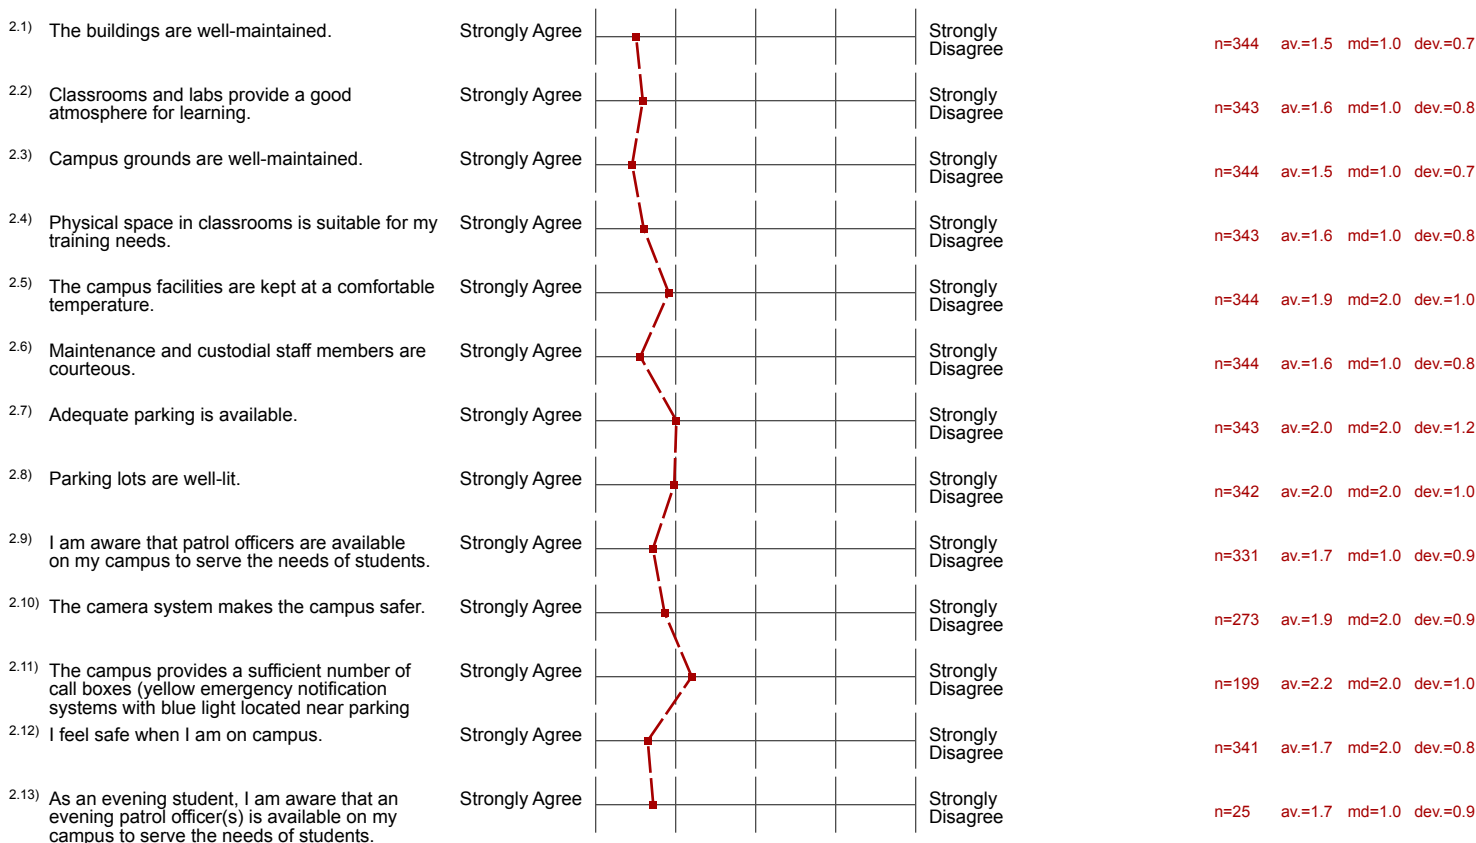 2.1) The buildings are well-maintained. Strongly Agree Strongly
Disagree n=344 av.=1.5 md=1.0 dev.=0.7
2.2) Classrooms and labs provide a good Strongly Agree Strongly
atmosphere for learning. Disagree n=343 av.=1.6 md=1.0 dev.=0.8
2.3) Campus grounds are well-maintained. Strongly Agree Strongly
Disagree n=344 av.=1.5 md=1.0 dev.=0.7
2.4) Physical space in classrooms is suitable for my Strongly Agree Strongly
training needs. Disagree n=343 av.=1.6 md=1.0 dev.=0.8
2.5) The campus facilities are kept at a comfortable Strongly Agree Strongly
temperature. Disagree n=344 av.=1.9 md=2.0 dev.=1.0
2.6) Maintenance and custodial staff members are Strongly Agree Strongly
courteous. Disagree n=344 av.=1.6 md=1.0 dev.=0.8
2.7) Adequate parking is available. Strongly Agree Strongly
Disagree n=343 av.=2.0 md=2.0 dev.=1.2
2.8) Parking lots are well-lit. Strongly Agree Strongly
Disagree n=342 av.=2.0 md=2.0 dev.=1.0
2.9) I am aware that patrol officers are available Strongly Agree Strongly
on my campus to serve the needs of students. Disagree n=331 av.=1.7 md=1.0 dev.=0.9
2.10) The camera system makes the campus safer. Strongly Agree Strongly
Disagree n=273 av.=1.9 md=2.0 dev.=0.9
2.11) The campus provides a sufficient number of Strongly Agree Strongly
call boxes (yellow emergency notification Disagree n=199 av.=2.2 md=2.0 dev.=1.0
systems with blue light located near parking
2.12) I feel safe when I am on campus. Strongly Agree Strongly
Disagree n=341 av.=1.7 md=2.0 dev.=0.8
2.13) As an evening student, I am aware that an Strongly Agree Strongly
evening patrol officer(s) is available on my Disagree n=25 av.=1.7 md=1.0 dev.=0.9
campus to serve the needs of students.